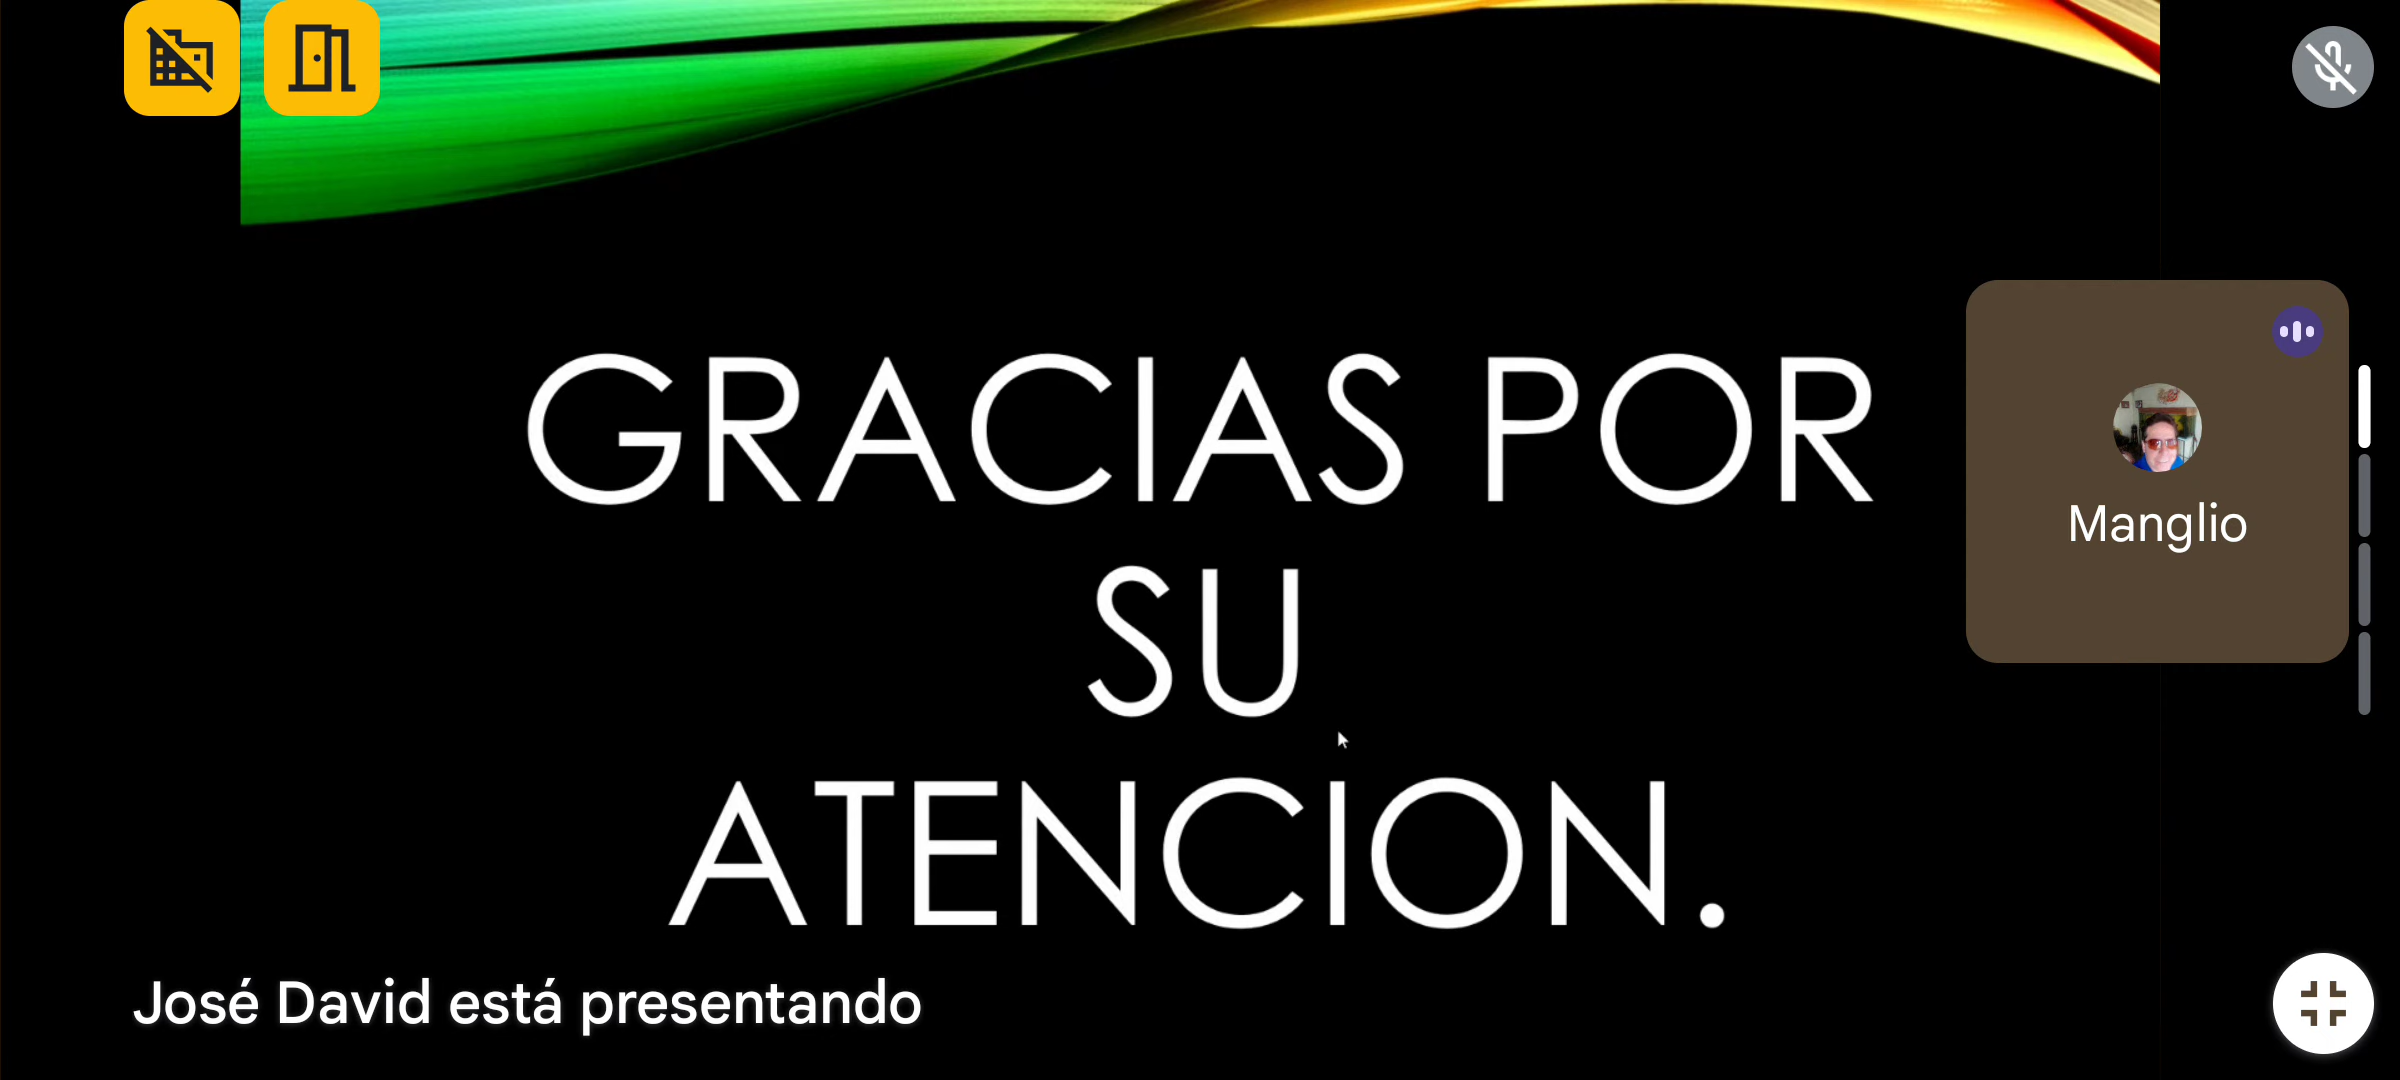 GRACIAS POR
SU
ATENCION.
Manglio
José David está presentando